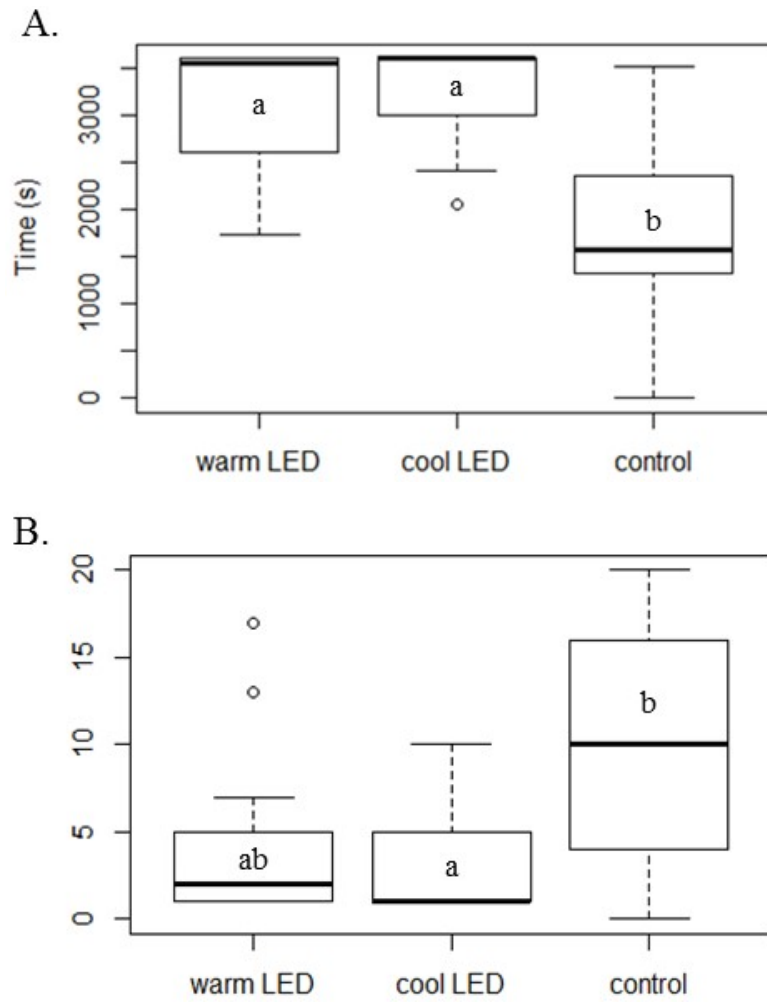 A.
3000
2000
1000
0
Time (s)
a
a
b
warm LED cool LED control
B.
20
15
10
5
0
ab
a
b
warm LED cool LED control